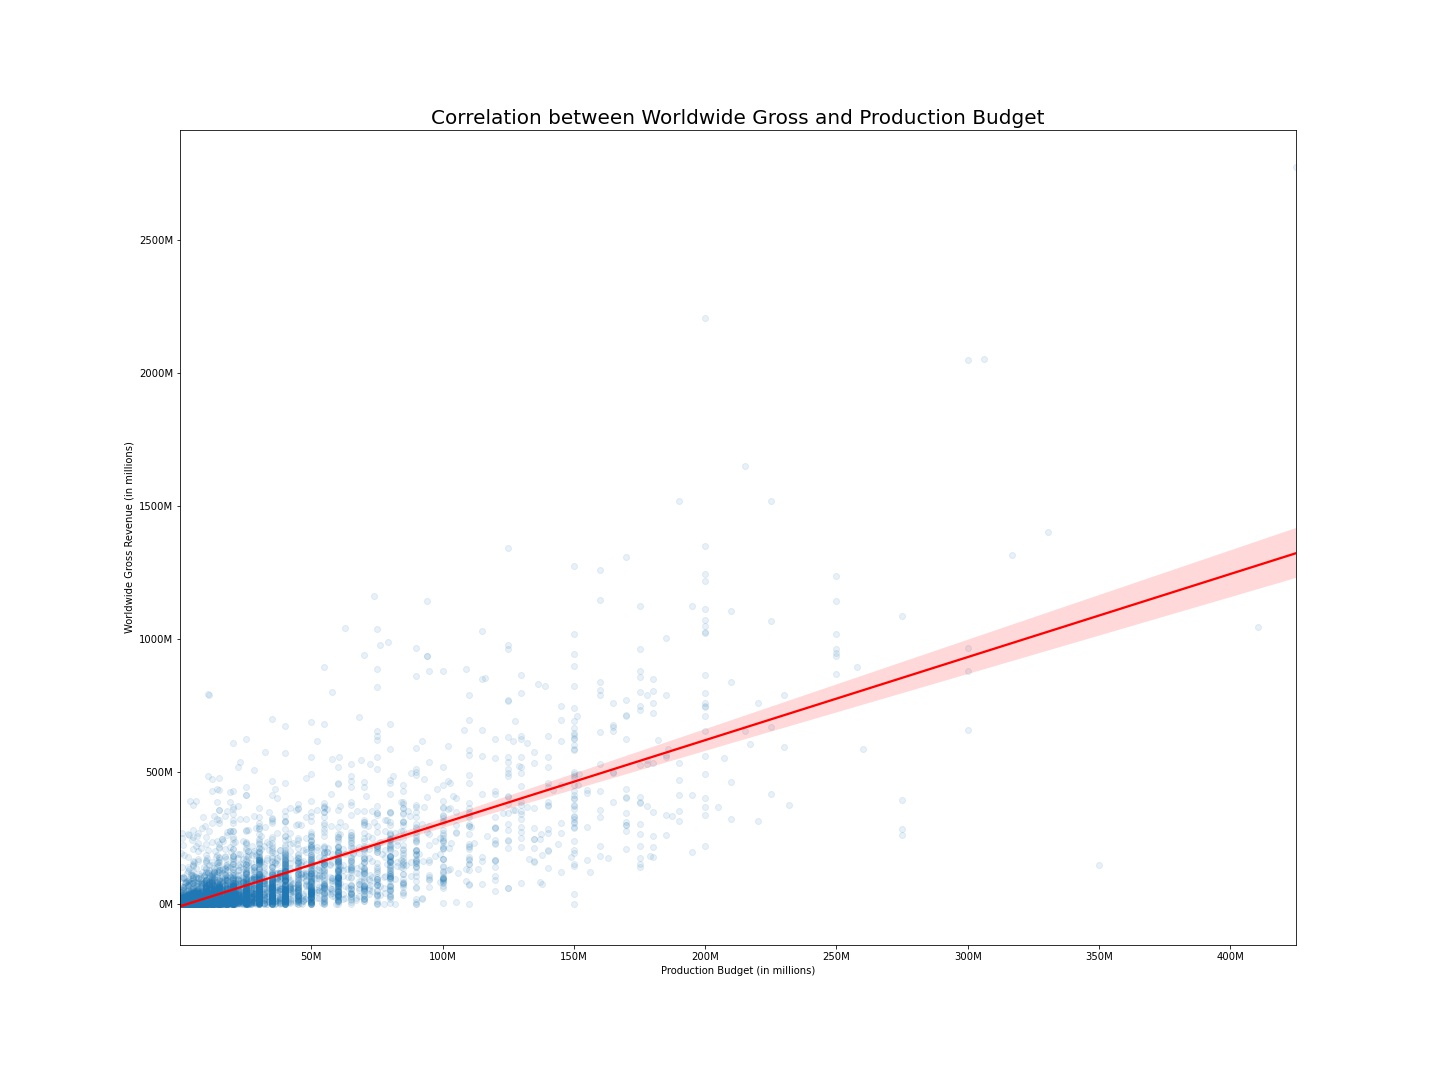 Correlation between Worldwide Gross and Production Budget
Worldwide Gross Revenue (in millions)
2500M
2000M
1500M
1000M
500M
0M
50M 100M 150M 200M 250M 300M 350M 400M
Production Budget (in millions)